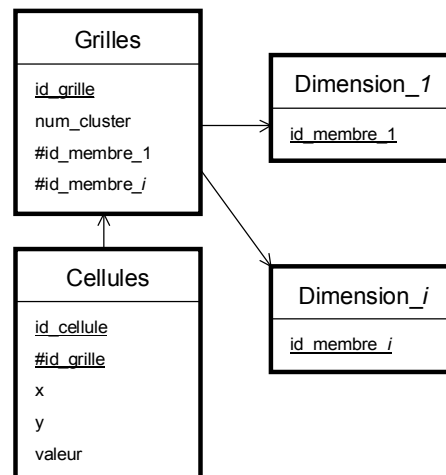 Grilles
id_grille
num_cluster
#id_membre_1
#id_membre_i
Dimension_1
id_membre_1
Cellules
id_cellule
#id_grille
x
y
valeur
Dimension_i
id_membre_i